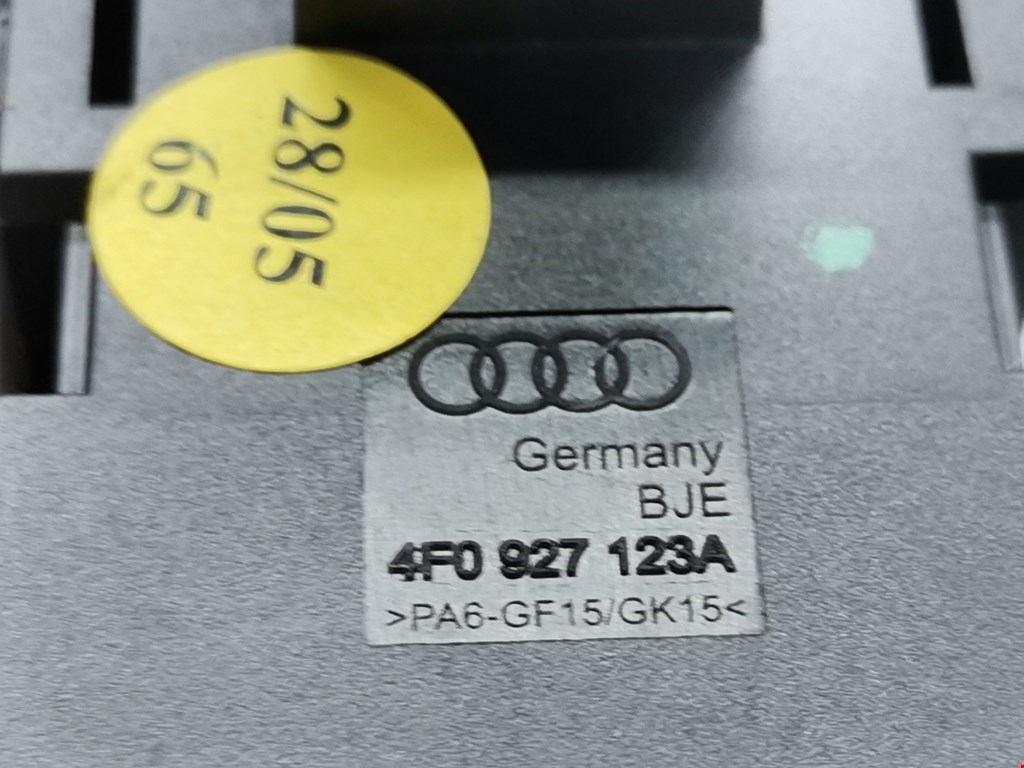 28/05
65
Germany
BJE
4F0 927 123A
>PA6-GF15/GK15<